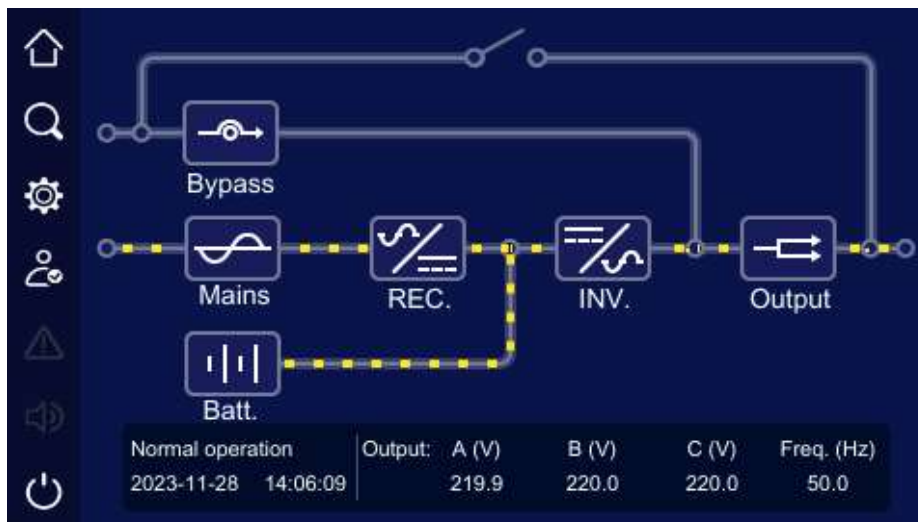 Bypass
Mains
REC.
INV.
Output
Batt.
Normal operation
2023-11-28 14:06:09
Output: A (V) B (V) C (V) Freq. (Hz)
219.9 220.0 220.0 50.0